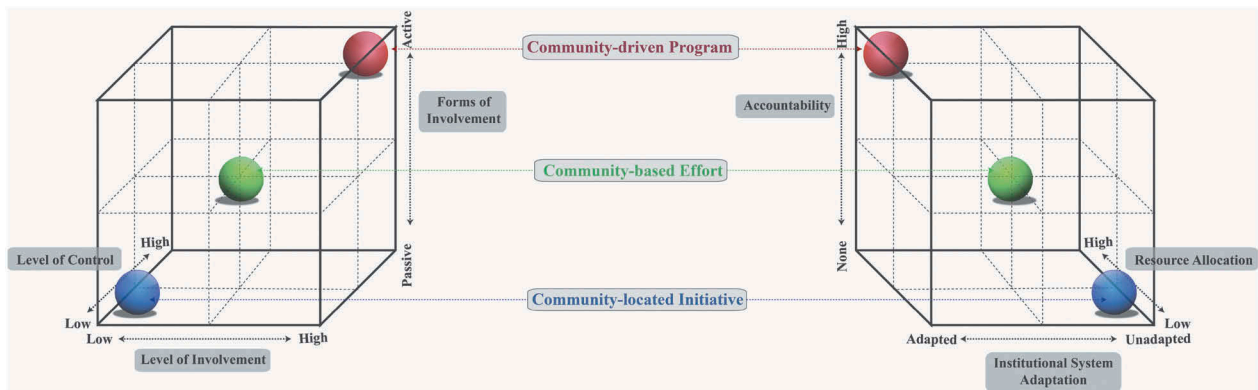 Active
Forms of
Involvement
Passive
High
Level of Control
Low
Low
High
Level of Involvement
Community-driven Program
Community-based Effort
Community-located Initiative
High
Accountability
None
High
Resource Allocation
Low
Adapted
Unadapted
Institutional System
Adaptation